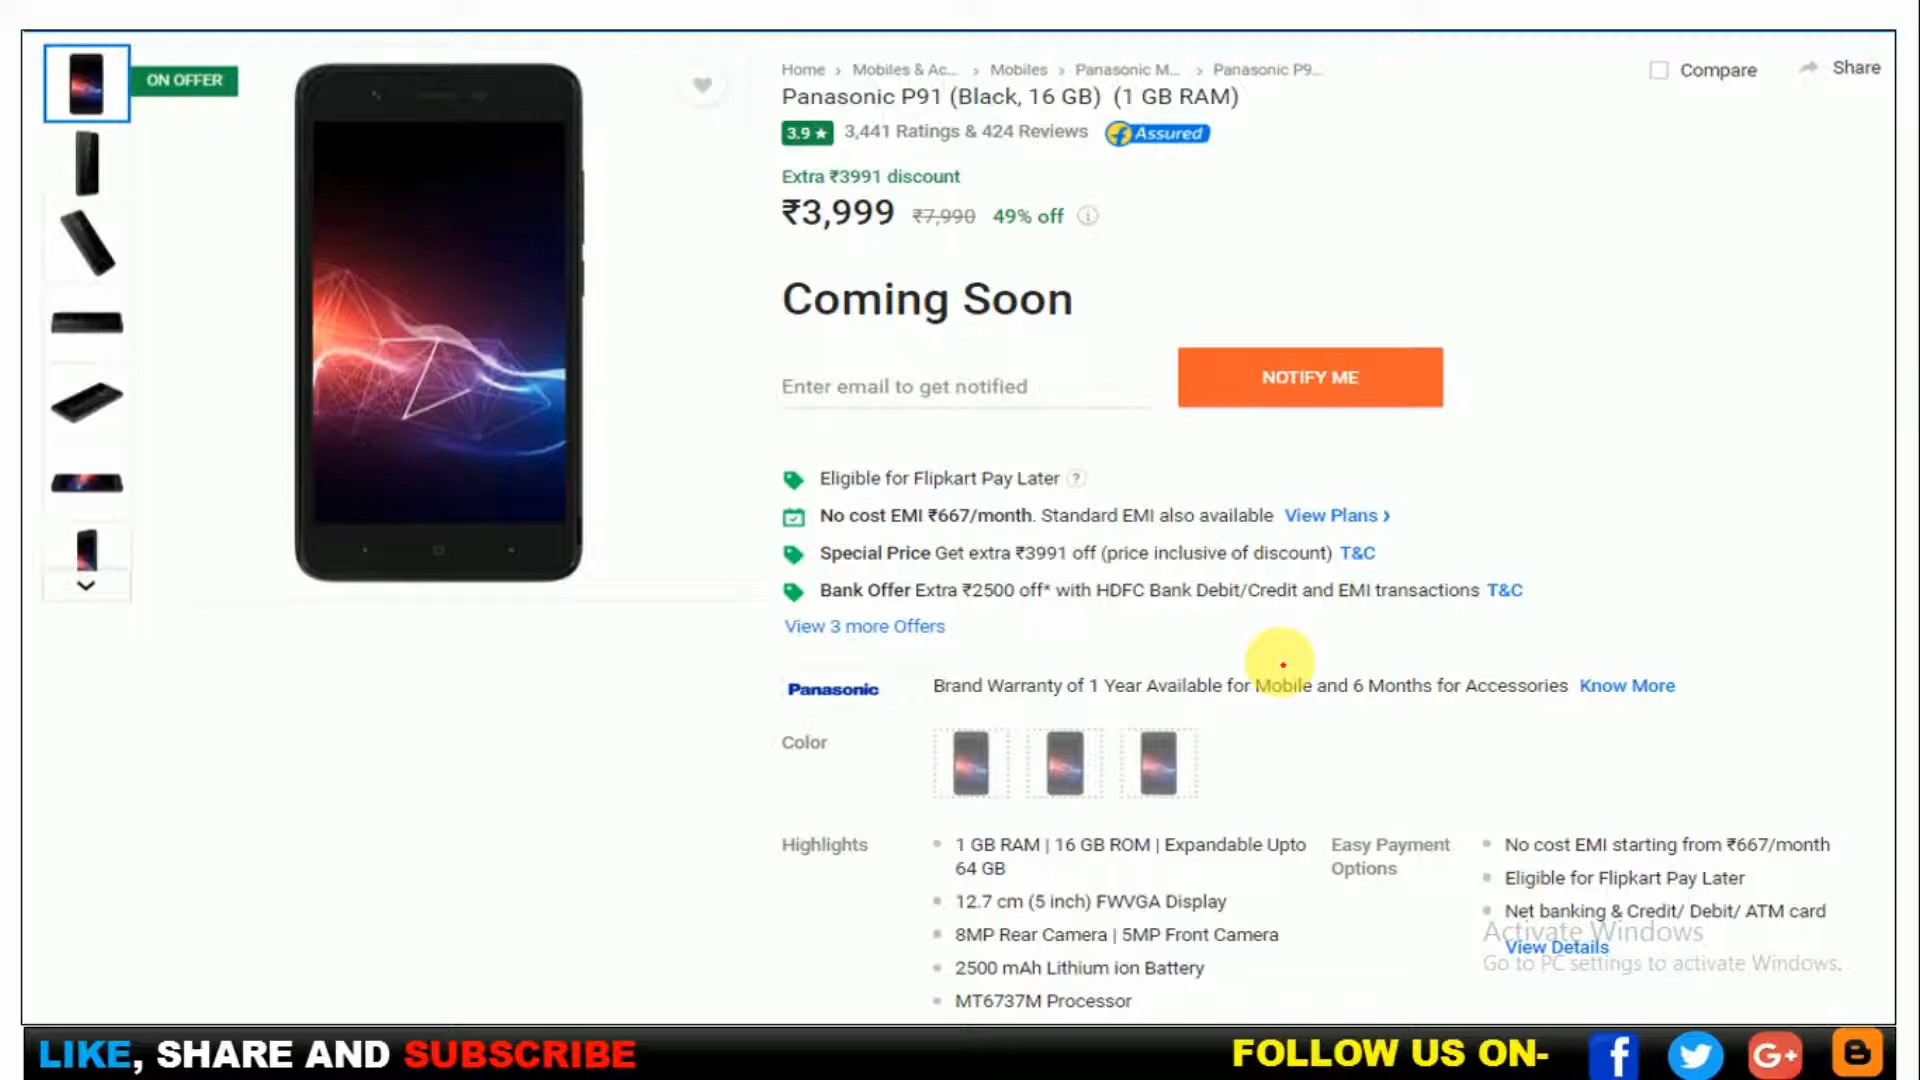 ON OFFER
Home › Mobiles & Ac... › Mobiles › Panasonic M... › Panasonic P9...
Compare
Share
Panasonic P91 (Black, 16 GB) (1 GB RAM)
3.9 ★ 3,441 Ratings & 424 Reviews
Assured
Extra ₹3991 discount
₹3,999 ₹7,990 49% off
Coming Soon
Enter email to get notified
NOTIFY ME
Eligible for Flipkart Pay Later ?
No cost EMI ₹667/month. Standard EMI also available View Plans ›
Special Price Get extra ₹3991 off (price inclusive of discount) T&C
Bank Offer Extra ₹2500 off* with HDFC Bank Debit/Credit and EMI transactions T&C
View 3 more Offers
Panasonic
Brand Warranty of 1 Year Available for Mobile and 6 Months for Accessories Know More
Color
Highlights
1 GB RAM | 16 GB ROM | Expandable Upto
64 GB
12.7 cm (5 inch) FWVGA Display
8MP Rear Camera | 5MP Front Camera
2500 mAh Lithium ion Battery
MT6737M Processor
Easy Payment
Options
No cost EMI starting from ₹667/month
Eligible for Flipkart Pay Later
Net banking & Credit/ Debit/ ATM card
View Details
Activate Windows
Go to PC settings to activate Windows.
LIKE, SHARE AND SUBSCRIBE
FOLLOW US ON-
G+